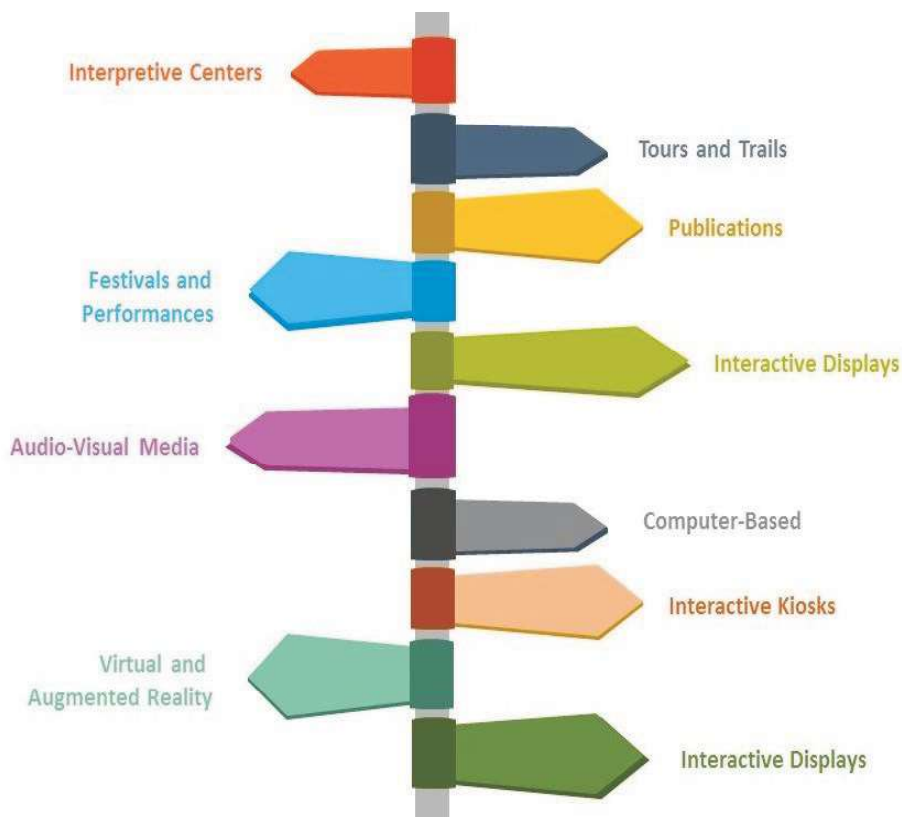 Interpretive Centers
Tours and Trails
Publications
Festivals and
Performances
Interactive Displays
Audio-Visual Media
Computer-Based
Interactive Kiosks
Virtual and
Augmented Reality
Interactive Displays